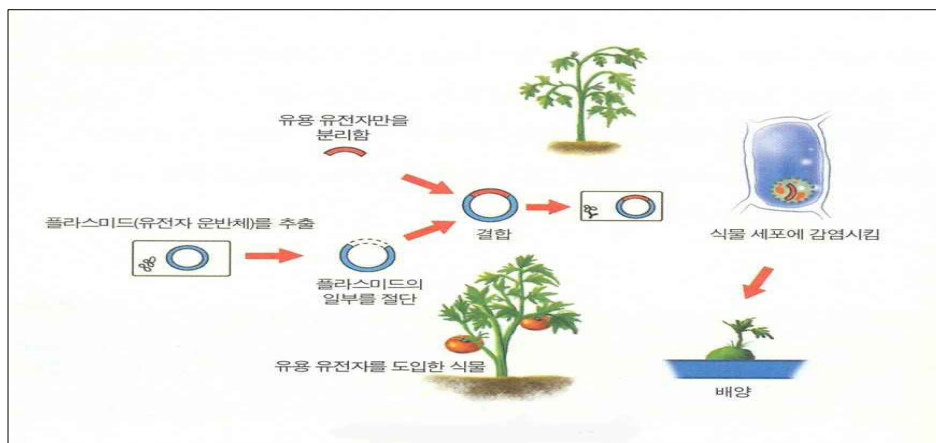 유용 유전자만을
분리함
플라스미드(유전자 운반체)를 추출
결합
식물 세포에 감염시킴
플라스미드의
일부를 절단
유용 유전자를 도입한 식물
배양